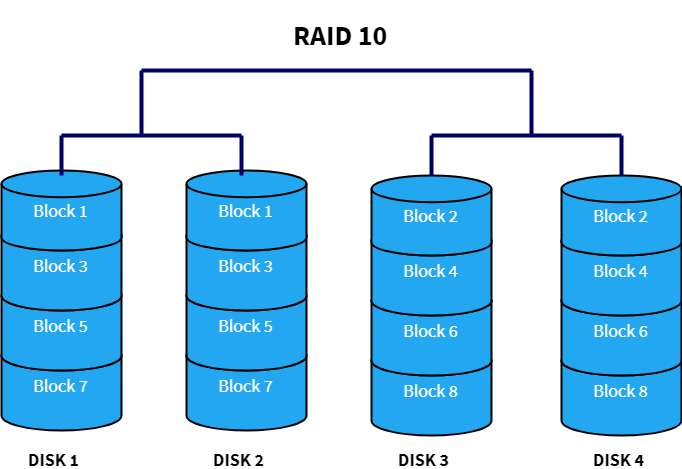 RAID 10
Block 1
Block 3
Block 5
Block 7
DISK 1
Block 1
Block 3
Block 5
Block 7
DISK 2
Block 2
Block 4
Block 6
Block 8
DISK 3
Block 2
Block 4
Block 6
Block 8
DISK 4